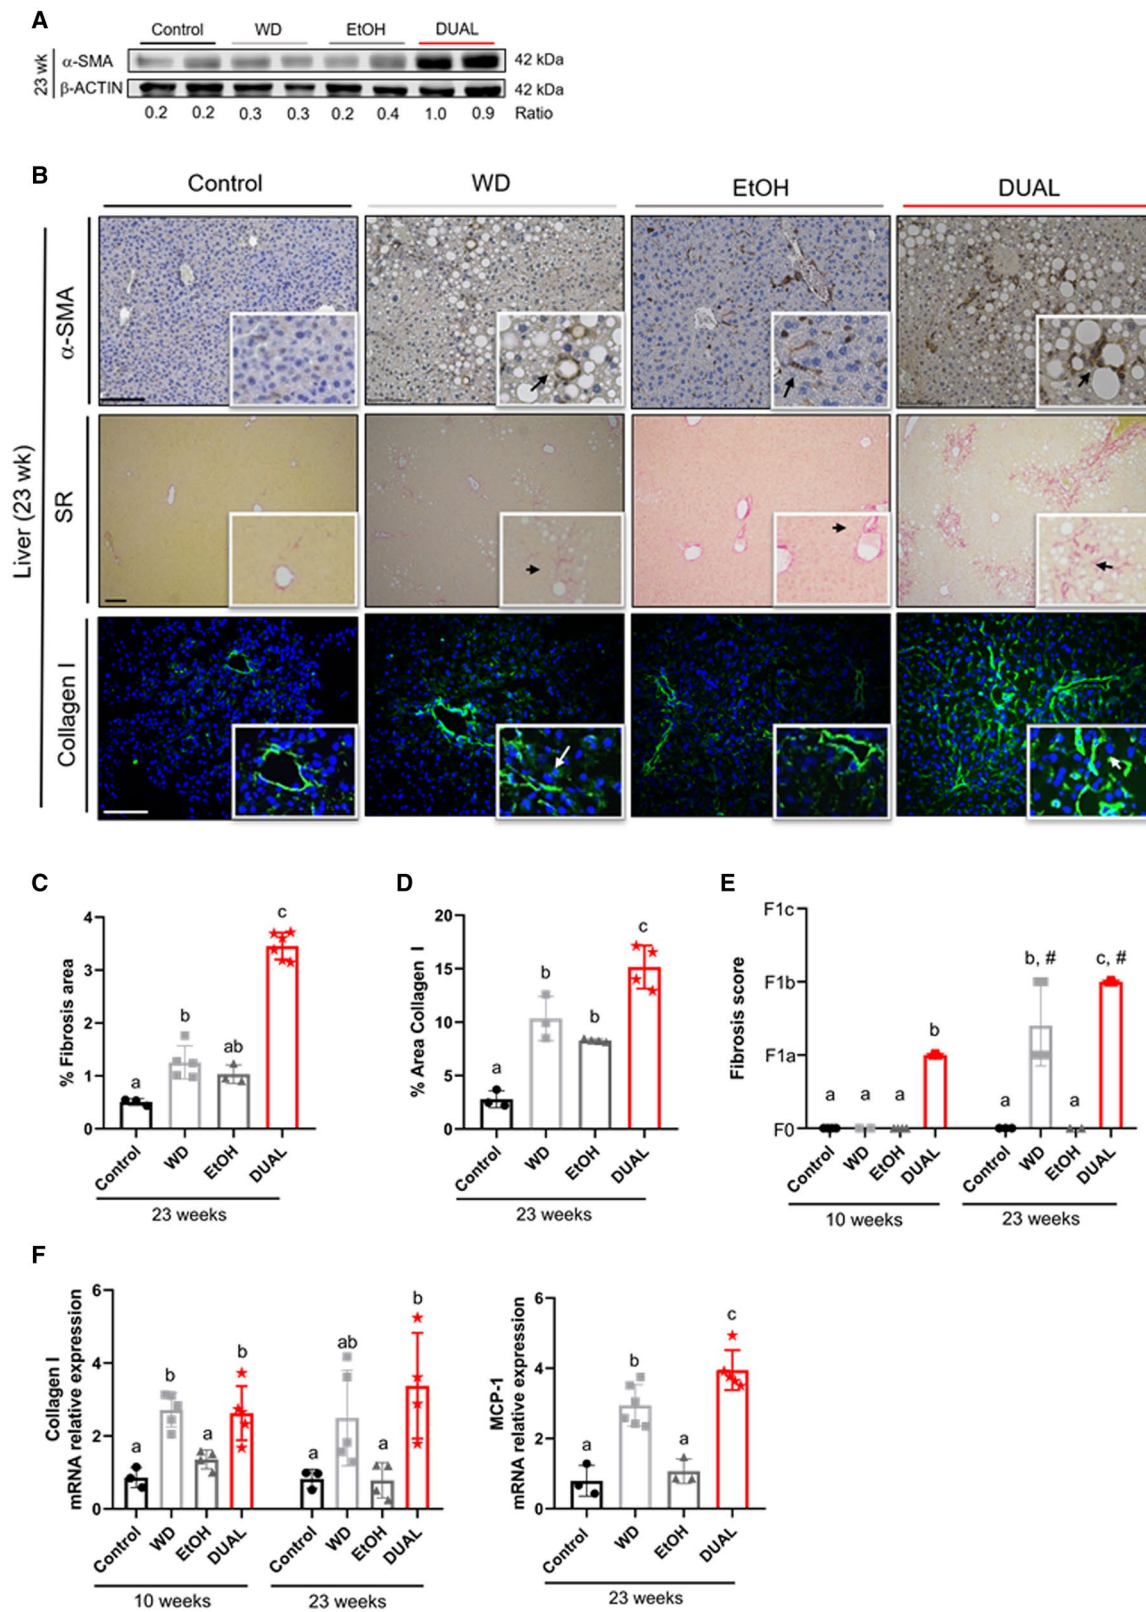 A
Control WD EtOH DUAL
23 wk
α-SMA 42 kDa
β-ACTIN 42 kDa
0.2 0.2 0.3 0.3 0.2 0.4 1.0 0.9 Ratio
B
Control WD EtOH DUAL
Liver (23 wk)
α-SMA
SR
Collagen I
C
% Fibrosis area
4
3
2
1
0
a b ab c
Control WD EtOH DUAL
23 weeks
D
% Area Collagen I
20
15
10
5
0
a b b c
Control WD EtOH DUAL
23 weeks
E
Fibrosis score
F1c
F1b
F1a
F0
a a a b a b, # a c, #
Control WD EtOH DUAL Control WD EtOH DUAL
10 weeks 23 weeks
F
Collagen I
mRNA relative expression
6
4
2
0
a b a b a ab a b
Control WD EtOH DUAL Control WD EtOH DUAL
10 weeks 23 weeks
MCP-1
mRNA relative expression
6
4
2
0
a b a c
Control WD EtOH DUAL
23 weeks